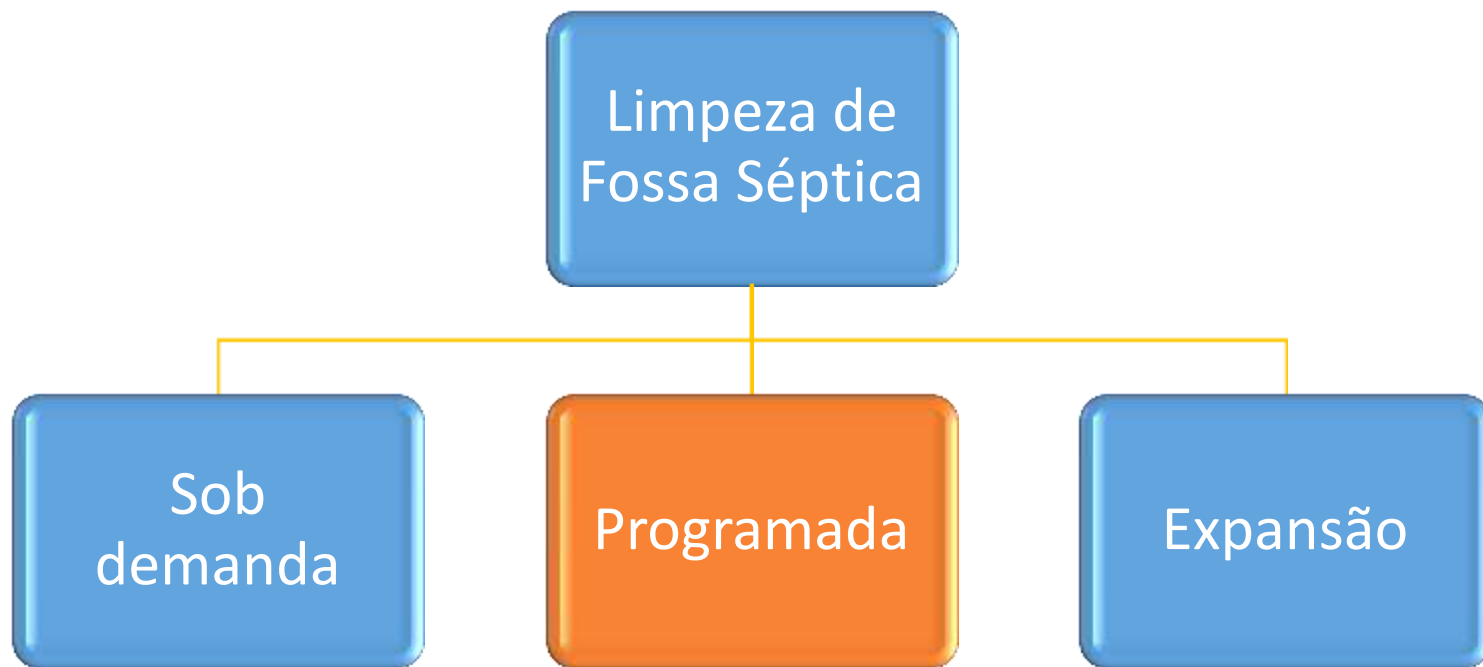 Limpeza de
Fossa Séptica
Sob
demanda
Programada
Expansão